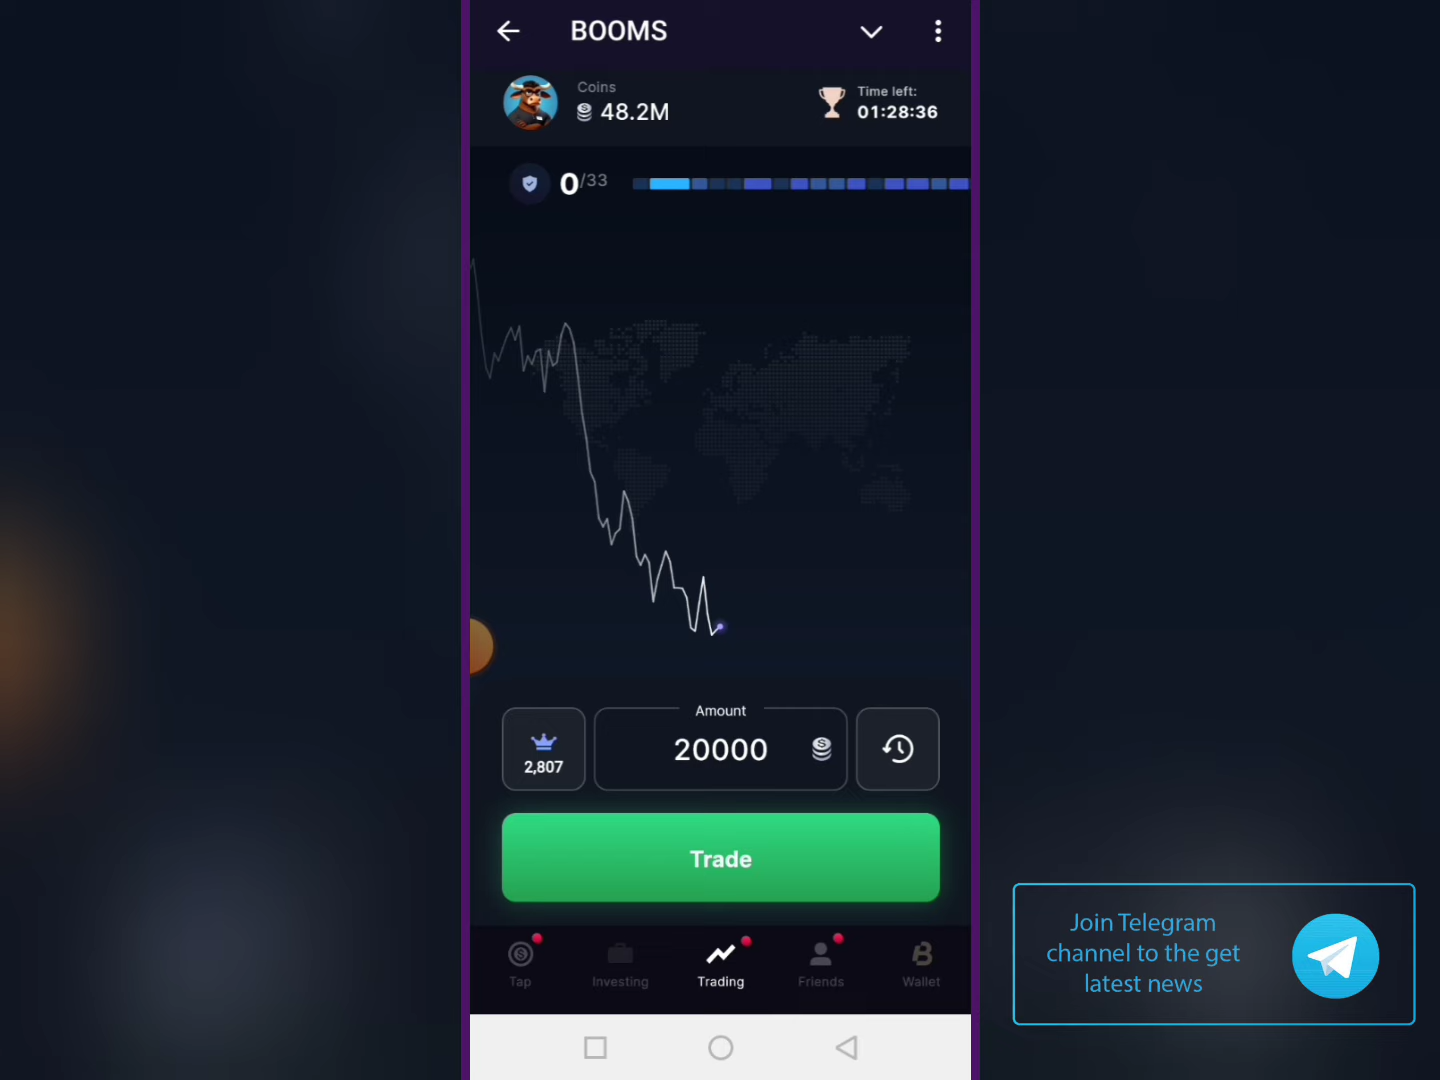 BOOMS
Coins
48.2M
Time left:
01:28:36
0/33
Amount
2,807
20000
Trade
Tap
Investing
Trading
Friends
Wallet
Join Telegram
channel to the get
latest news